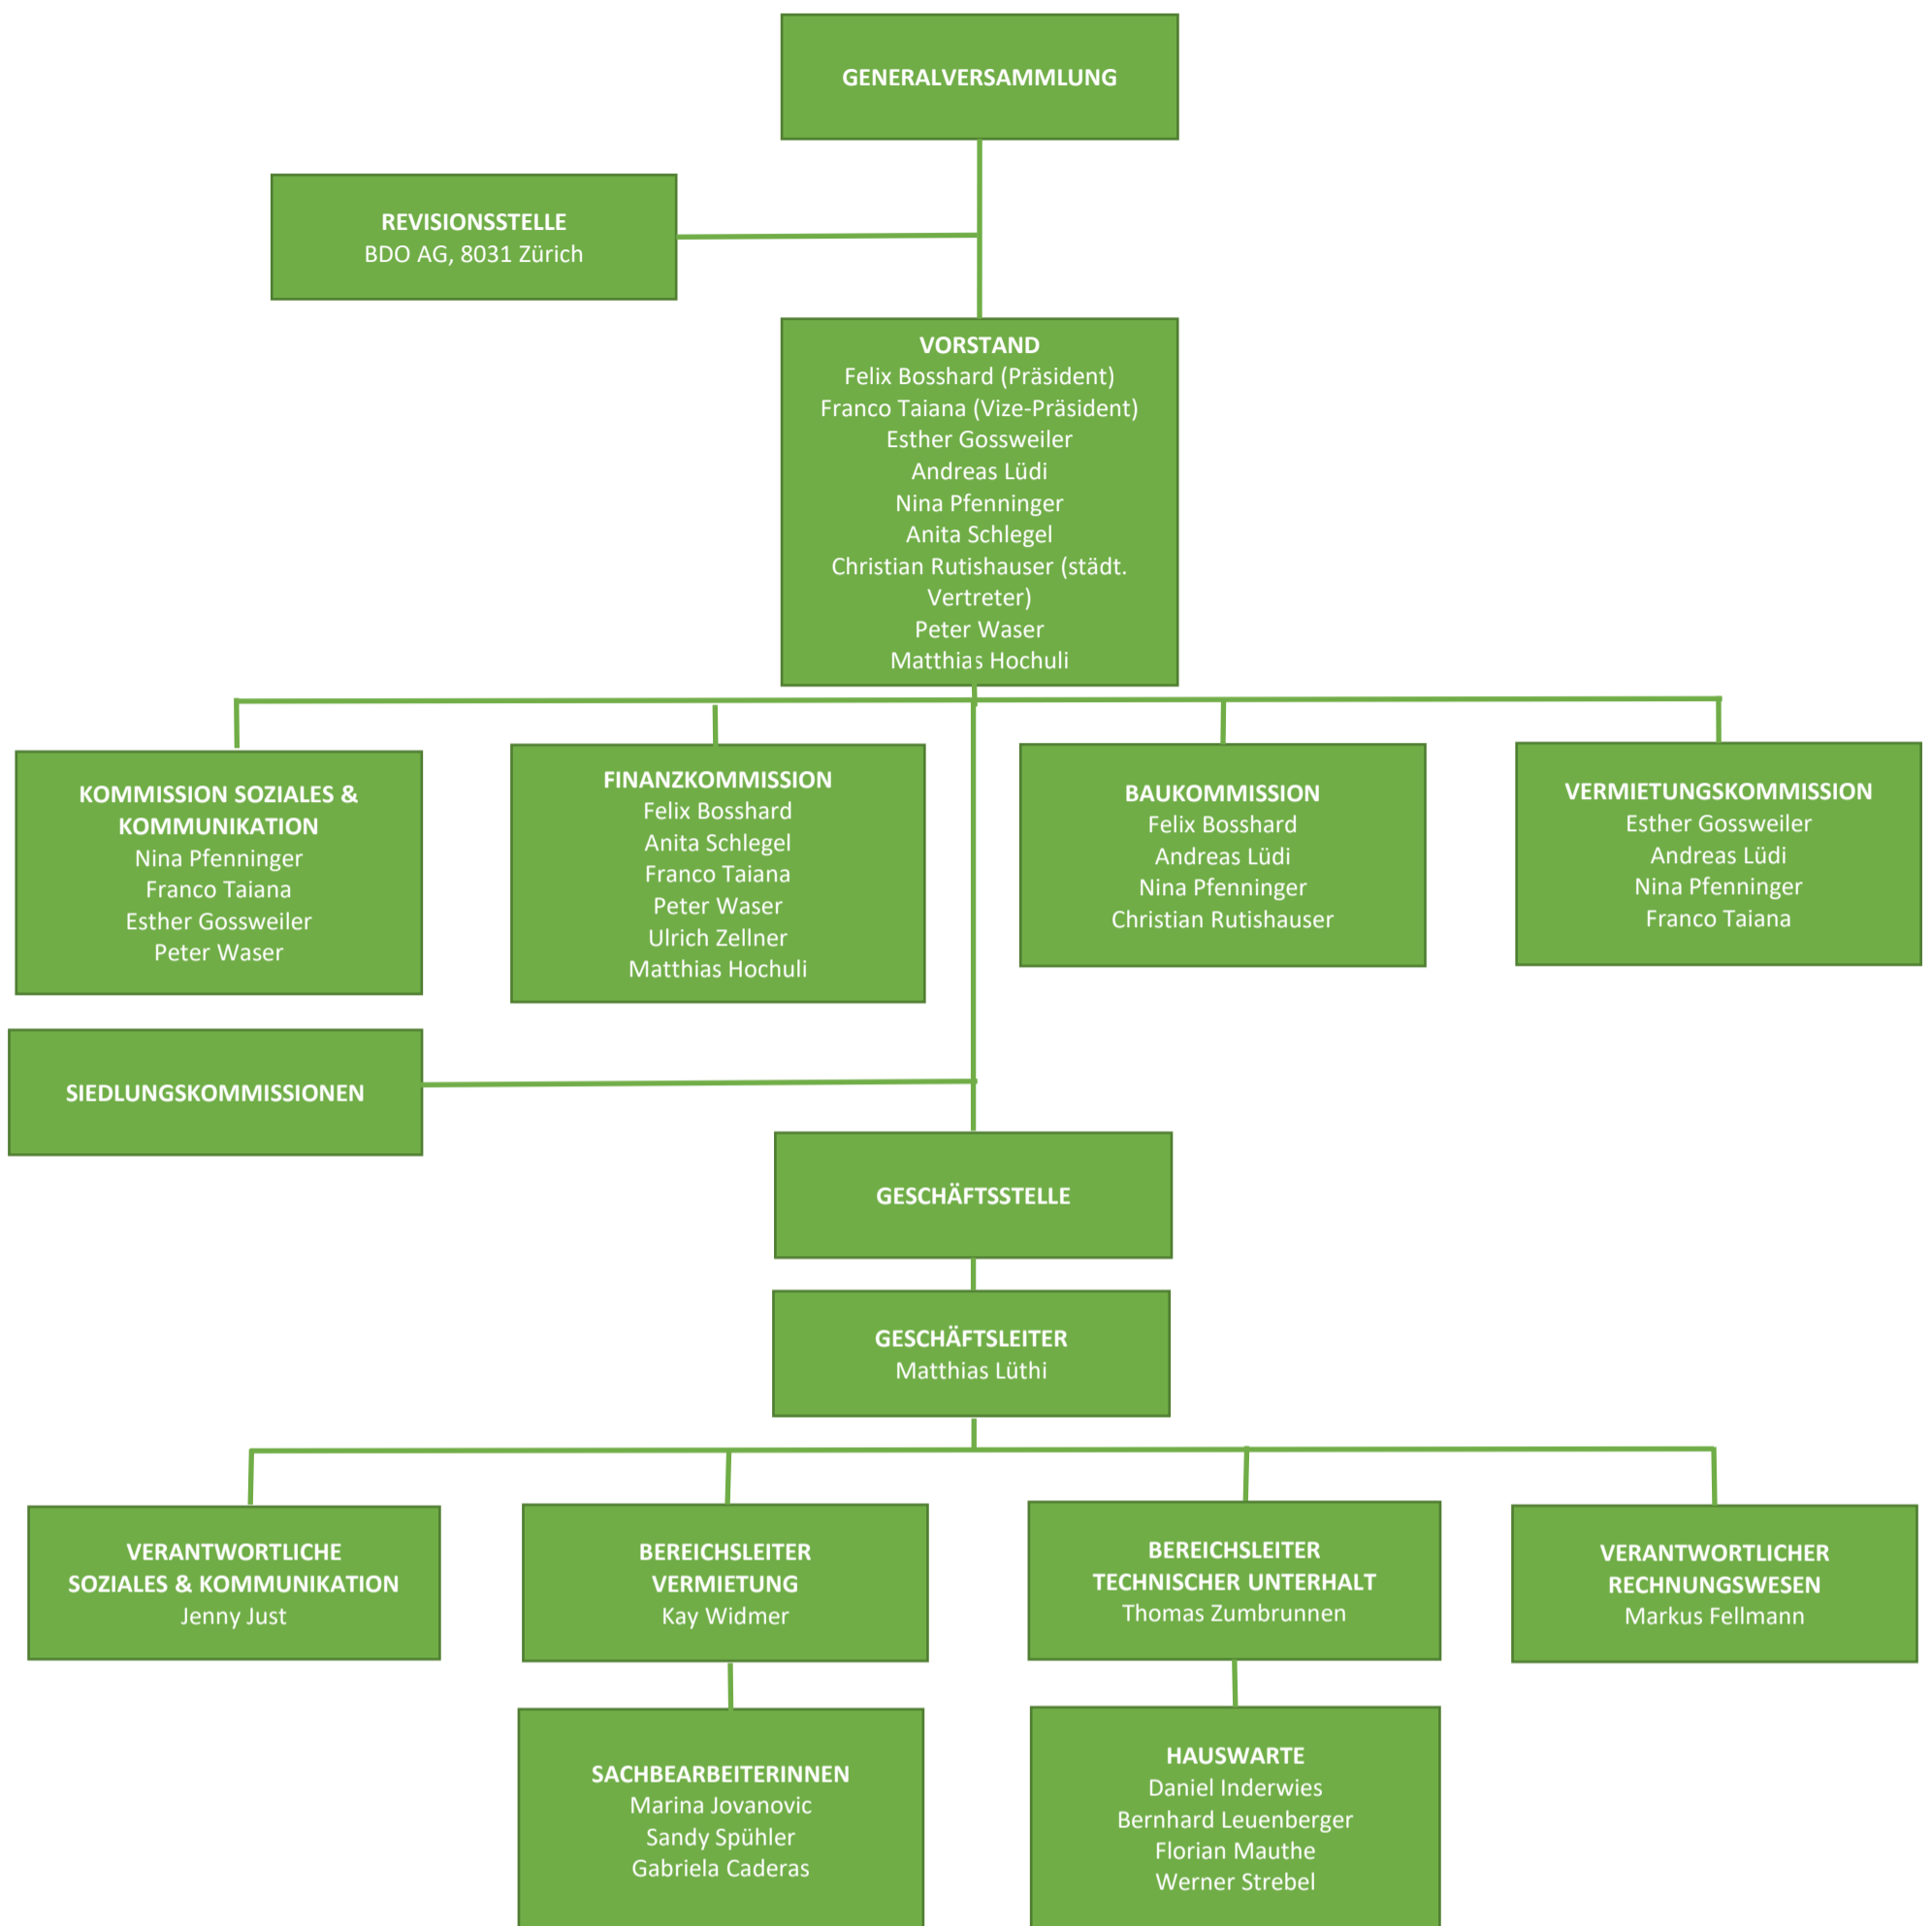 GENERALVERSAMMLUNG
REVISIONSSTELLE
BDO AG, 8031 Zürich
VORSTAND
Felix Bosshard (Präsident)
Franco Taiana (Vize-Präsident)
Esther Gossweiler
Andreas Lüdi
Nina Pfenninger
Anita Schlegel
Christian Rutishauser (städt.
Vertreter)
Peter Waser
Matthias Hochuli
KOMMISSION SOZIALES &
KOMMUNIKATION
Nina Pfenninger
Franco Taiana
Esther Gossweiler
Peter Waser
FINANZKOMMISSION
Felix Bosshard
Anita Schlegel
Franco Taiana
Peter Waser
Ulrich Zellner
Matthias Hochuli
BAUKOMMISSION
Felix Bosshard
Andreas Lüdi
Nina Pfenninger
Christian Rutishauser
VERMIETUNGSKOMMISSION
Esther Gossweiler
Andreas Lüdi
Nina Pfenninger
Franco Taiana
SIEDLUNGSKOMMISSIONEN
GESCHÄFTSSTELLE
GESCHÄFTSLEITER
Matthias Lüthi
VERANTWORTLICHE
SOZIALES & KOMMUNIKATION
Jenny Just
BEREICHSLEITER
VERMIETUNG
Kay Widmer
BEREICHSLEITER
TECHNISCHER UNTERHALT
Thomas Zumbrunnen
VERANTWORTLICHER
RECHNUNGSWESEN
Markus Fellmann
SACHBEARBEITERINNEN
Marina Jovanovic
Sandy Spühler
Gabriela Caderas
HAUSWARTE
Daniel Inderwies
Bernhard Leuenberger
Florian Mauthe
Werner Strebel